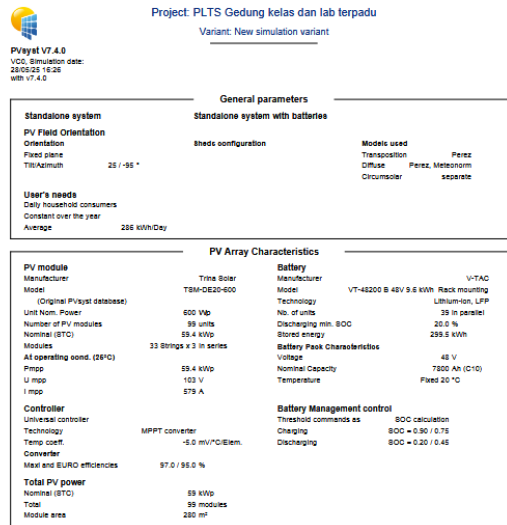 Project: PLTS Gedung kelas dan lab terpadu
Variant: New simulation variant
PVsyst V7.4.0
VC0, Simulation date:
28/05/25 16:26
with v7.4.0
General parameters
Standalone system
Standalone system with batteries
PV Field Orientation
Orientation
Fixed plane
Tilt/Azimuth 25 / -95 °
Sheds configuration
Models used
Transposition Perez
Diffuse Perez, Meteonorm
Circumsolar separate
User's needs
Daily household consumers
Constant over the year
Average 286 kWh/Day
PV Array Characteristics
PV module
Manufacturer Trina Solar
Model TSM-DE20-600
(Original PVsyst database)
Unit Nom. Power 600 Wp
Number of PV modules 99 units
Nominal (STC) 59.4 kWp
Modules 33 Strings x 3 In series
At operating cond. (25°C)
Pmpp 59.4 kWp
U mpp 103 V
I mpp 575 A
Controller
Universal controller
Technology MPPT converter
Temp coeff. -5.0 mV/°C/Elem.
Converter
Maxi and EURO efficiencies 97.0 / 95.0 %
Total PV power
Nominal (STC) 59 kWp
Total 99 modules
Module area 280 m²
Battery
Manufacturer V-TAC
Model VT-48200 B 48V 9.6 kWh Rack mounting
Technology Lithium-ion, LFP
Nb. of units 39 in parallel
Discharging min. SOC 20.0 %
Stored energy 299.5 kWh
Battery Pack Characteristics
Voltage 48 V
Nominal Capacity 7800 Ah (C10)
Temperature Fixed 20 °C
Battery Management control
Threshold commands as SOC calculation
Charging SOC = 0.90 / 0.75
Discharging SOC = 0.20 / 0.45